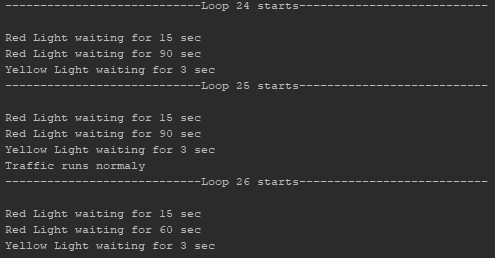 ----------------------------Loop 24 starts---------------------------
Red Light waiting for 15 sec
Red Light waiting for 90 sec
Yellow Light waiting for 3 sec
----------------------------Loop 25 starts---------------------------
Red Light waiting for 15 sec
Red Light waiting for 90 sec
Yellow Light waiting for 3 sec
Traffic runs normaly
----------------------------Loop 26 starts---------------------------
Red Light waiting for 15 sec
Red Light waiting for 60 sec
Yellow Light waiting for 3 sec